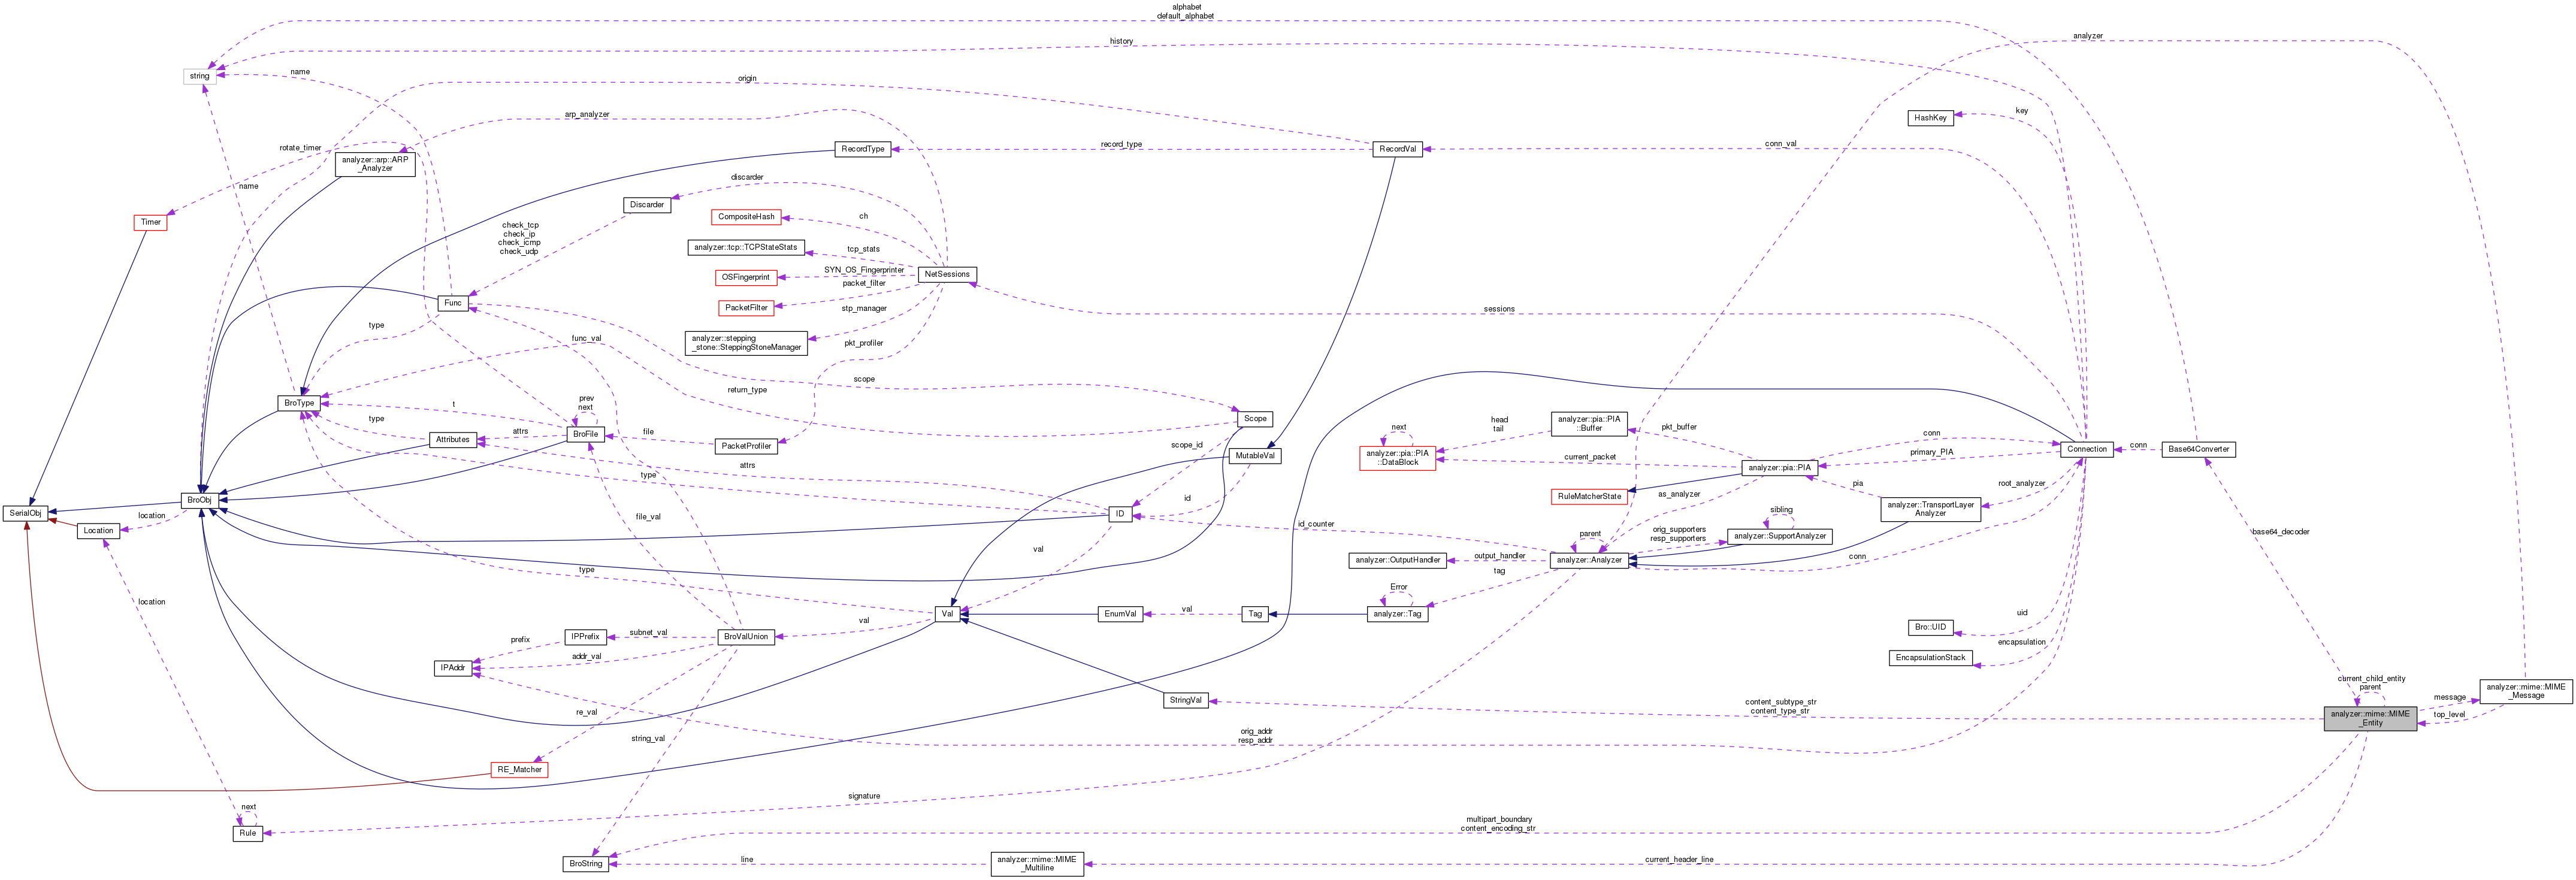 alphabet
default_alphabet
analyzer
history
string
name
origin
key
HashKey
arp_analyzer
conn_val
record_type
RecordType
RecordVal
rotate_timer
analyzer::arp::ARP
_Analyzer
discarder
name
Discarder
CompositeHash
ch
Timer
check_tcp
check_ip
check_icmp
check_udp
analyzer::tcp::TCPStateStats
tcp_stats
SYN_OS_Fingerprinter
NetSessions
OSFingerprint
packet_filter
Func
PacketFilter
stp_manager
sessions
type
func_val
analyzer::stepping
_stone::SteppingStoneManager
pkt_profiler
scope
return_type
prev
next
BroType
t
Scope
head
tail
analyzer::pia::PIA
::Buffer
pkt_buffer
type
Attributes
attrs
BroFile
file
PacketProfiler
scope_id
next
conn
Connection
conn
Base64Converter
MutableVal
analyzer::pia::PIA
::DataBlock
current_packet
primary_PIA
analyzer::pia::PIA
attrs
type
pia
root_analyzer
BroObj
id
RuleMatcherState
as_analyzer
analyzer::TransportLayer
Analyzer
SerialObj
location
Location
file_val
ID
id_counter
sibling
parent
orig_supporters
resp_supporters
analyzer::SupportAnalyzer
base64_decoder
val
output_handler
conn
analyzer::OutputHandler
analyzer::Analyzer
type
tag
Error
location
Val
EnumVal
val
Tag
analyzer::Tag
uid
val
prefix
IPPrefix
subnet_val
BroValUnion
Bro::UID
encapsulation
addr_val
IPAddr
EncapsulationStack
current_child_entity
parent
analyzer::mime::MIME
_Message
message
StringVal
content_subtype_str
content_type_str
re_val
analyzer::mime::MIME
_Entity
top_level
string_val
orig_addr
resp_addr
RE_Matcher
signature
next
Rule
multipart_boundary
content_encoding_str
BroString
line
analyzer::mime::MIME
_Multiline
current_header_line